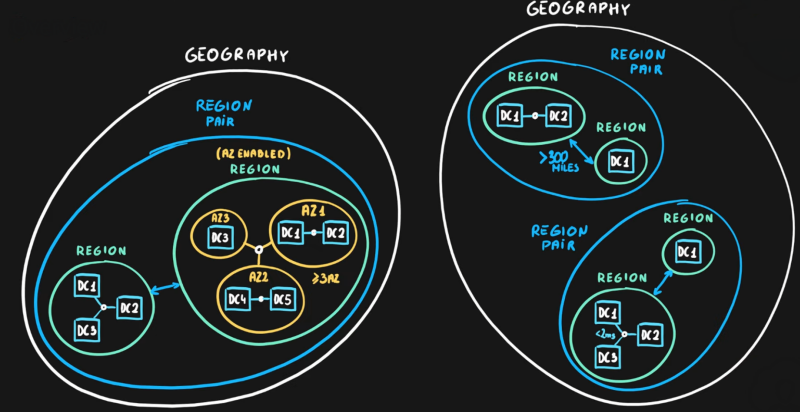 GEOGRAPHY
REGION
PAIR
(AZ ENABLED)
REGION
AZ3
DC3
AZ1
DC1
DC2
AZ2
DC4
DC5
≥3AZ
REGION
DC1
DC2
DC3
GEOGRAPHY
REGION
PAIR
REGION
DC1
DC2
>300
MILES
REGION
DC1
REGION
PAIR
REGION
DC1
REGION
DC1
<2ms
DC2
DC3